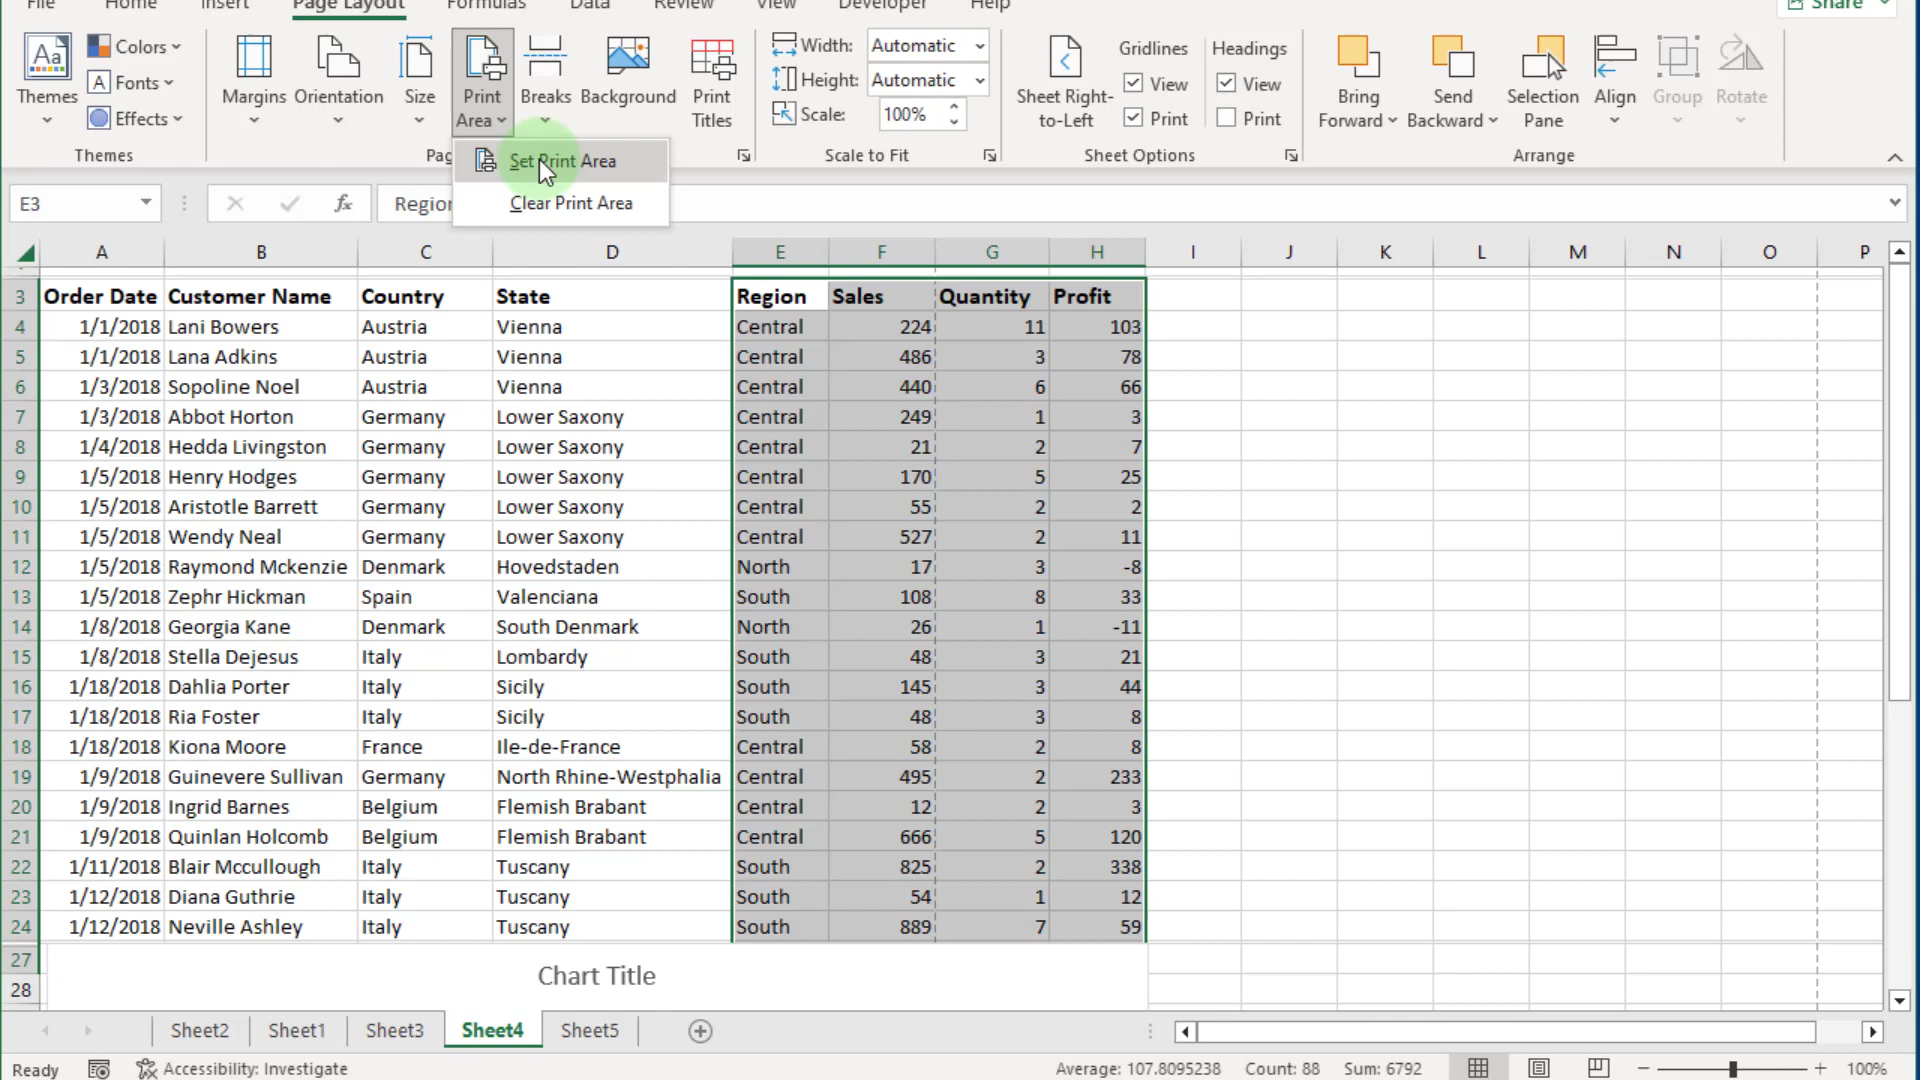 File Home Insert Page Layout Formulas Data Review View Developer Help Share
Themes Colors Fonts Effects Margins Orientation Size Print Area Breaks Background Print Titles Width: Automatic Height: Automatic Scale: 100% Sheet Right-to-Left Gridlines View Print Headings View Print Bring Forward Send Backward Selection Pane Align Group Rotate
Themes Scale to Fit Sheet Options Arrange
Set Print Area
Clear Print Area
E3 fx
A B C D E F G H I J K L M N O P
3 Order Date Customer Name Country State Region Sales Quantity Profit
4 1/1/2018 Lani Bowers Austria Vienna Central 224 11 103
5 1/1/2018 Lana Adkins Austria Vienna Central 486 3 78
6 1/3/2018 Sopoline Noel Austria Vienna Central 440 6 66
7 1/3/2018 Abbot Horton Germany Lower Saxony Central 249 1 3
8 1/4/2018 Hedda Livingston Germany Lower Saxony Central 21 2 7
9 1/5/2018 Henry Hodges Germany Lower Saxony Central 170 5 25
10 1/5/2018 Aristotle Barrett Germany Lower Saxony Central 55 2 2
11 1/5/2018 Wendy Neal Germany Lower Saxony Central 527 2 11
12 1/5/2018 Raymond Mckenzie Denmark Hovedstaden North 17 3 -8
13 1/5/2018 Zephr Hickman Spain Valenciana South 108 8 33
14 1/8/2018 Georgia Kane Denmark South Denmark North 26 1 -11
15 1/8/2018 Stella Dejesus Italy Lombardy South 48 3 21
16 1/18/2018 Dahlia Porter Italy Sicily South 145 3 44
17 1/18/2018 Ria Foster Italy Sicily South 48 3 8
18 1/18/2018 Kiona Moore France Ile-de-France Central 58 2 8
19 1/9/2018 Guinevere Sullivan Germany North Rhine-Westphalia Central 495 2 233
20 1/9/2018 Ingrid Barnes Belgium Flemish Brabant Central 12 2 3
21 1/9/2018 Quinlan Holcomb Belgium Flemish Brabant Central 666 5 120
22 1/11/2018 Blair Mccullough Italy Tuscany South 825 2 338
23 1/12/2018 Diana Guthrie Italy Tuscany South 54 1 12
24 1/12/2018 Neville Ashley Italy Tuscany South 889 7 59
27 Chart Title
28
Sheet2 Sheet1 Sheet3 Sheet4 Sheet5
Ready Accessibility: Investigate Average: 107.8095238 Count: 88 Sum: 6792 100%